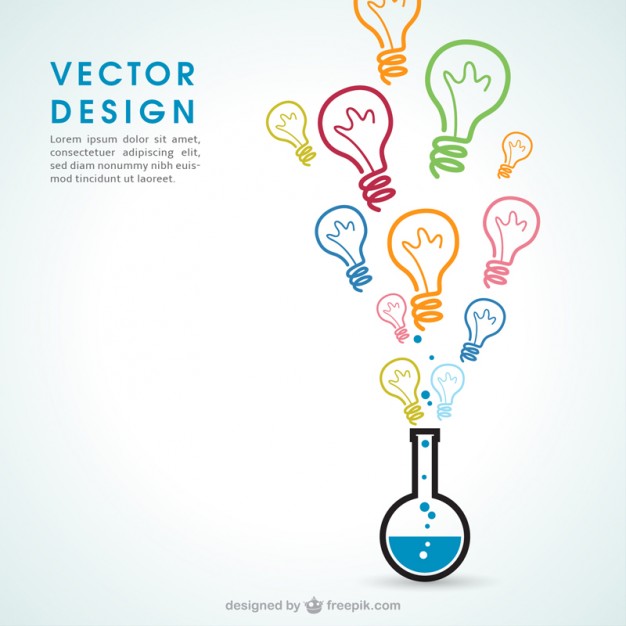 VECTOR
DESIGN
Lorem ipsum dolor sit amet,
consectetuer adipiscing elit,
sed diam nonummy nibh euis-
mod tincidunt ut laoreet.
designed by freepik.com